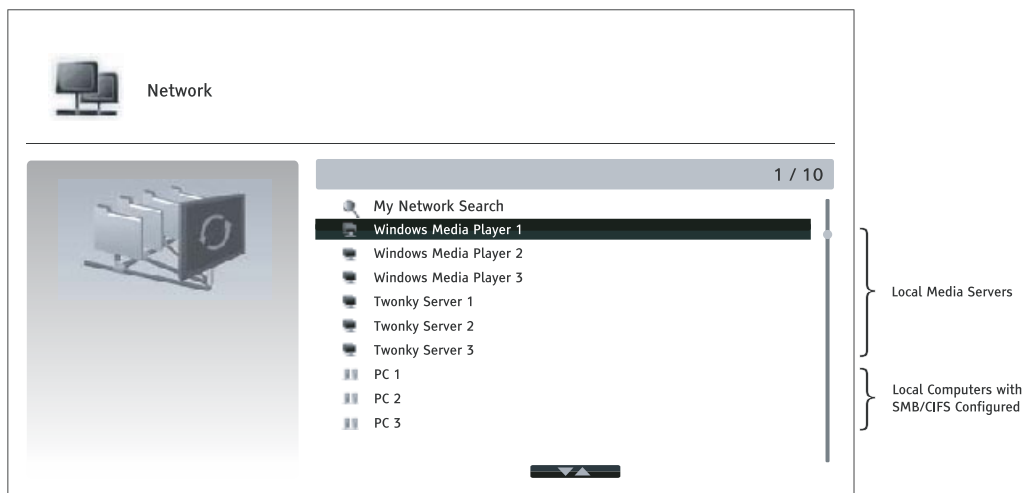 Network
1 / 10
My Network Search
Windows Media Player 1
Windows Media Player 2
Windows Media Player 3
Twonky Server 1
Twonky Server 2
Twonky Server 3
PC 1
PC 2
PC 3
Local Media Servers
Local Computers with
SMB/CIFS Configured